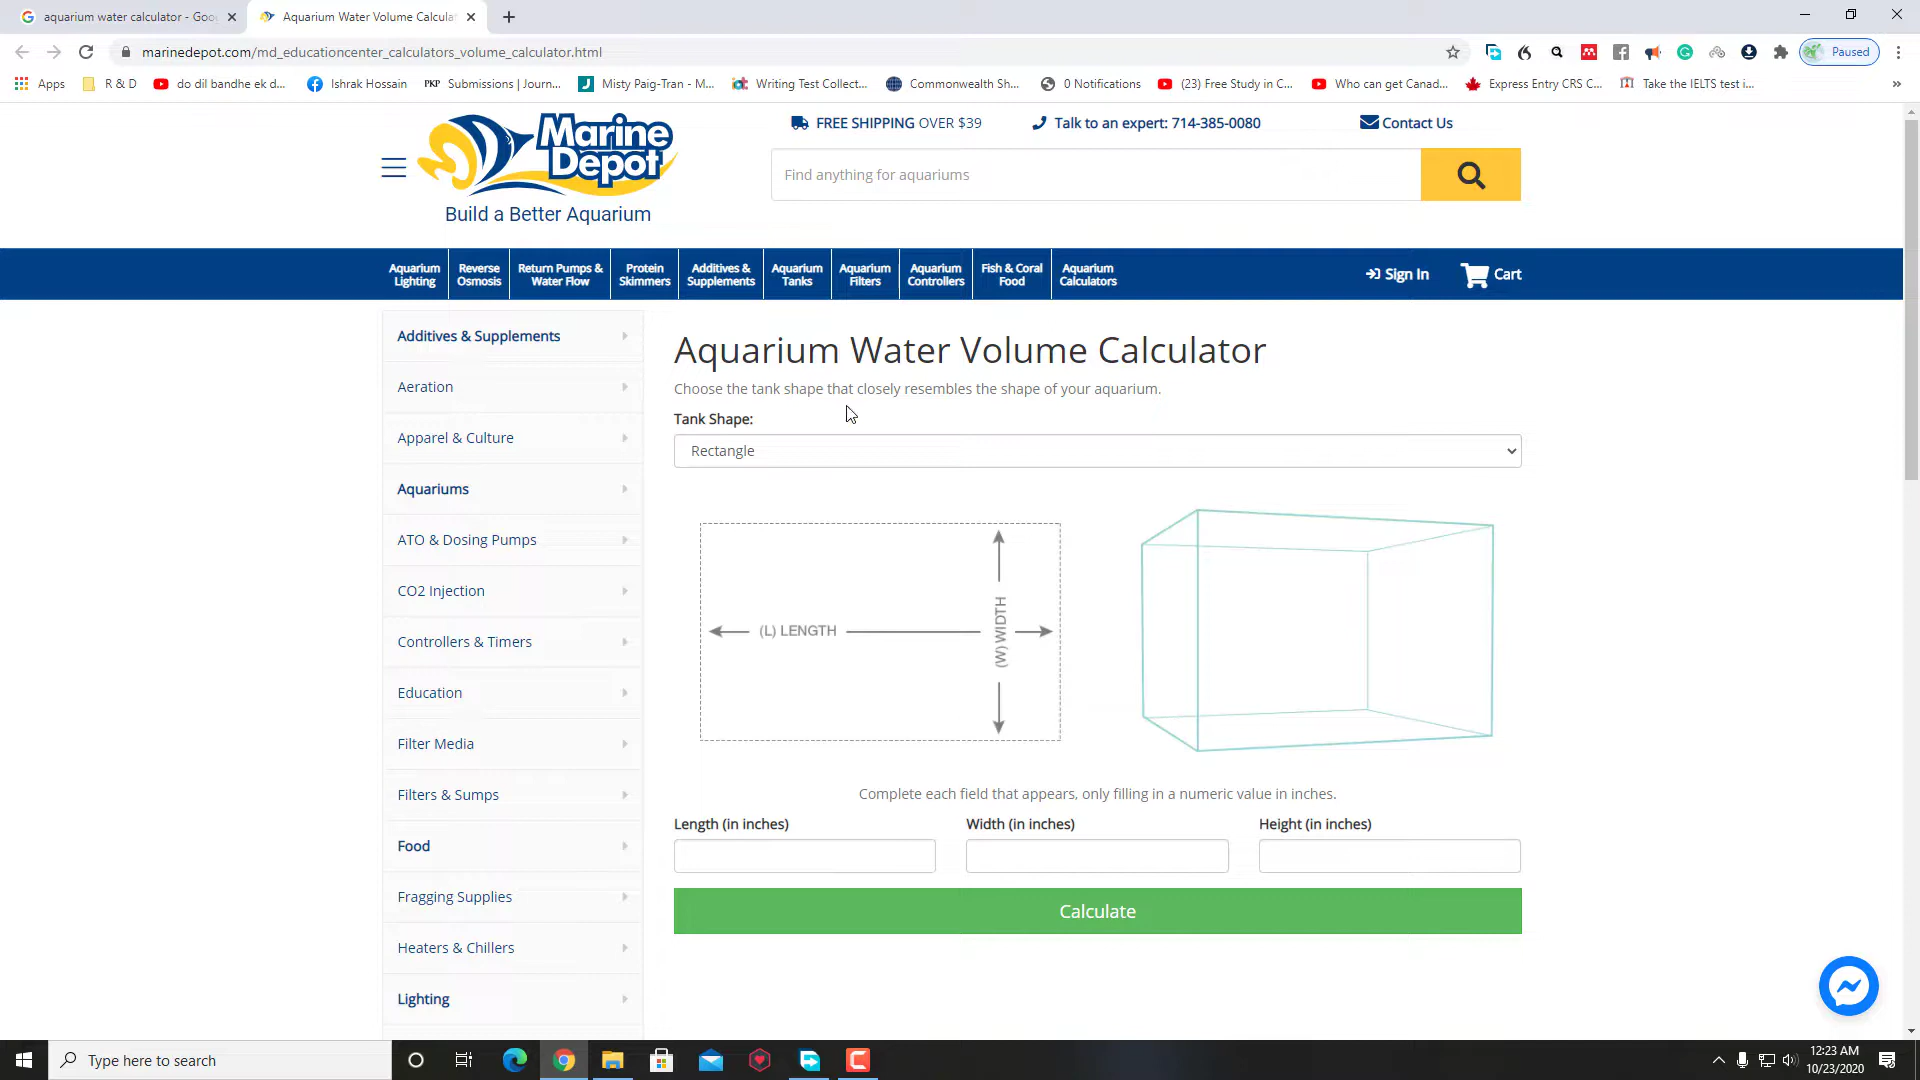 aquarium water calculator - Goo
Aquarium Water Volume Calcula
marinedepot.com/md_educationcenter_calculators_volume_calculator.html
Paused
Apps
R & D
do dil bandhe ek d...
Ishrak Hossain
PKP
Submissions | Journ...
Misty Paig-Tran - M...
Writing Test Collect...
Commonwealth Sh...
0 Notifications
(23) Free Study in C...
Who can get Canad...
Express Entry CRS C...
Take the IELTS test i...
Marine
Depot
Build a Better Aquarium
FREE SHIPPING OVER $39
Talk to an expert: 714-385-0080
Contact Us
Find anything for aquariums
Aquarium
Lighting
Reverse
Osmosis
Return Pumps &
Water Flow
Protein
Skimmers
Additives &
Supplements
Aquarium
Tanks
Aquarium
Filters
Aquarium
Controllers
Fish & Coral
Food
Aquarium
Calculators
Sign In
Cart
Additives & Supplements
Aeration
Apparel & Culture
Aquariums
ATO & Dosing Pumps
CO2 Injection
Controllers & Timers
Education
Filter Media
Filters & Sumps
Food
Fragging Supplies
Heaters & Chillers
Lighting
Aquarium Water Volume Calculator
Choose the tank shape that closely resembles the shape of your aquarium.
Tank Shape:
Rectangle
(L) LENGTH
(W) WIDTH
Complete each field that appears, only filling in a numeric value in inches.
Length (in inches)
Width (in inches)
Height (in inches)
Calculate
Type here to search
12:23 AM
10/23/2020